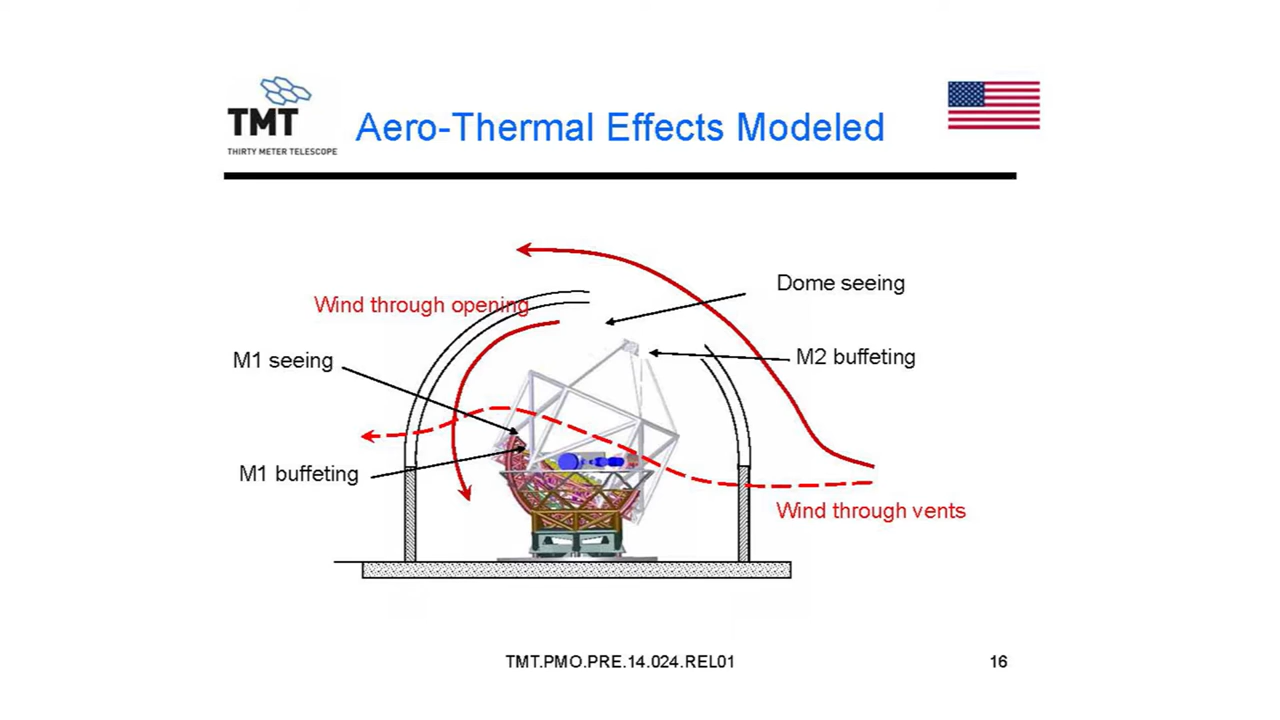 TMT
THIRTY METER TELESCOPE
Aero-Thermal Effects Modeled
Dome seeing
Wind through opening
M1 seeing
M2 buffeting
M1 buffeting
Wind through vents
TMT.PMO.PRE.14.024.REL01
16